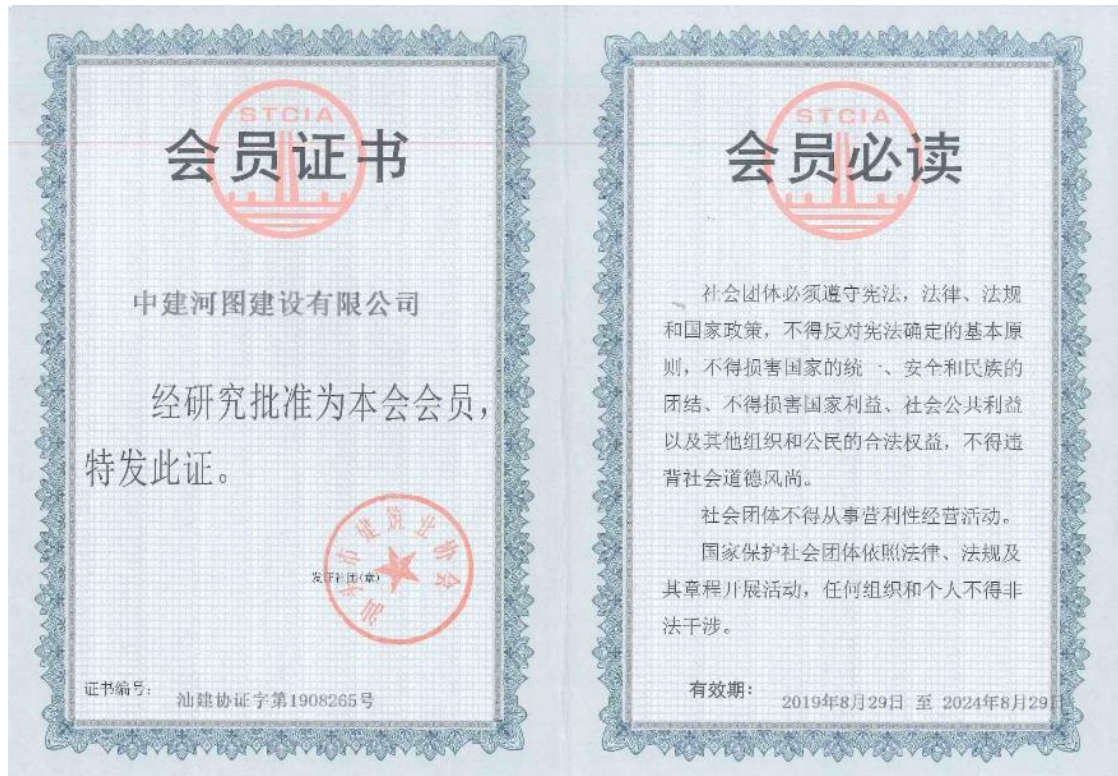 STCIA
会员证书
中建河图建设有限公司
经研究批准为本会会员，
特发此证。
汕头市建筑业协会
发证社团(章)
证书编号：
汕建协证字第1908265号
STCIA
会员必读
社会团体必须遵守宪法，法律、法规
和国家政策，不得反对宪法确定的基本原
则，不得损害国家的统一、安全和民族的
团结、不得损害国家利益、社会公共利益
以及其他组织和公民的合法权益，不得违
背社会道德风尚。
社会团体不得从事营利性经营活动。
国家保护社会团体依照法律、法规及
其章程开展活动，任何组织和个人不得非
法干涉。
有效期：
2019年8月29日 至 2024年8月29日